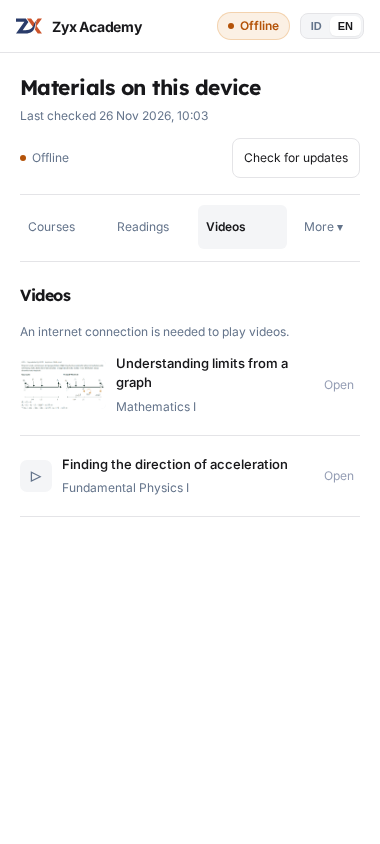 ZX
Zyx Academy
Offline
ID
EN
Materials on this device
Last checked 26 Nov 2026, 10:03
Offline
Check for updates
Courses
Readings
Videos
More ▾
Videos
An internet connection is needed to play videos.
Understanding limits from a
graph
Mathematics I
Open
Finding the direction of acceleration
Fundamental Physics I
Open